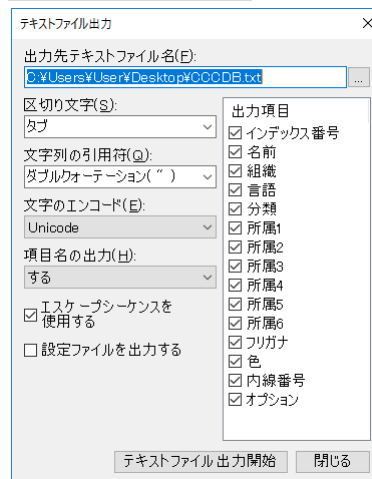 テキストファイル出力
出力先テキストファイル名(F):
C:¥Users¥User¥Desktop¥CCCDB.txt
...
区切り文字(S):
タブ
文字列の引用符(Q):
ダブルクォーテーション( ″ )
文字のエンコード(E):
Unicode
項目名の出力(H):
する
エスケープシーケンスを
使用する
設定ファイルを出力する
出力項目
インデックス番号
名前
組織
言語
分類
所属1
所属2
所属3
所属4
所属5
所属6
フリガナ
色
内線番号
オプション
テキストファイル出力開始
閉じる